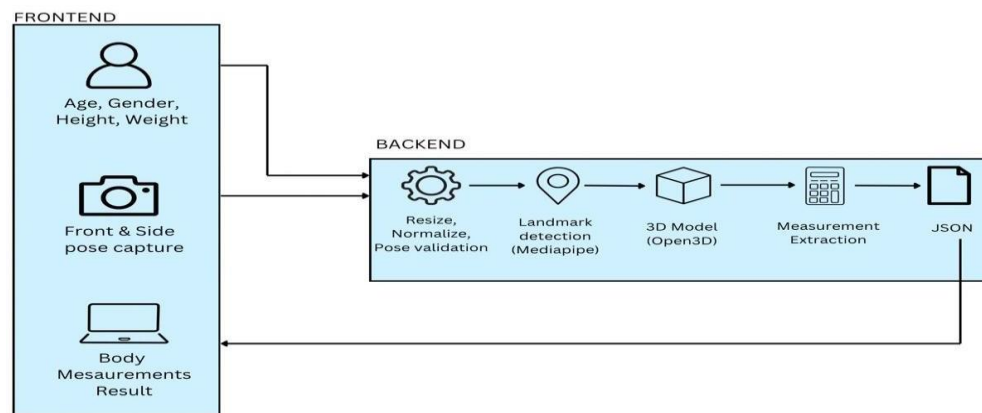 FRONTEND
Age, Gender,
Height, Weight
Front & Side
pose capture
Body
Mesaurements
Result
BACKEND
Resize,
Normalize,
Pose validation
Landmark
detection
(Mediapipe)
3D Model
(Open3D)
Measurement
Extraction
JSON